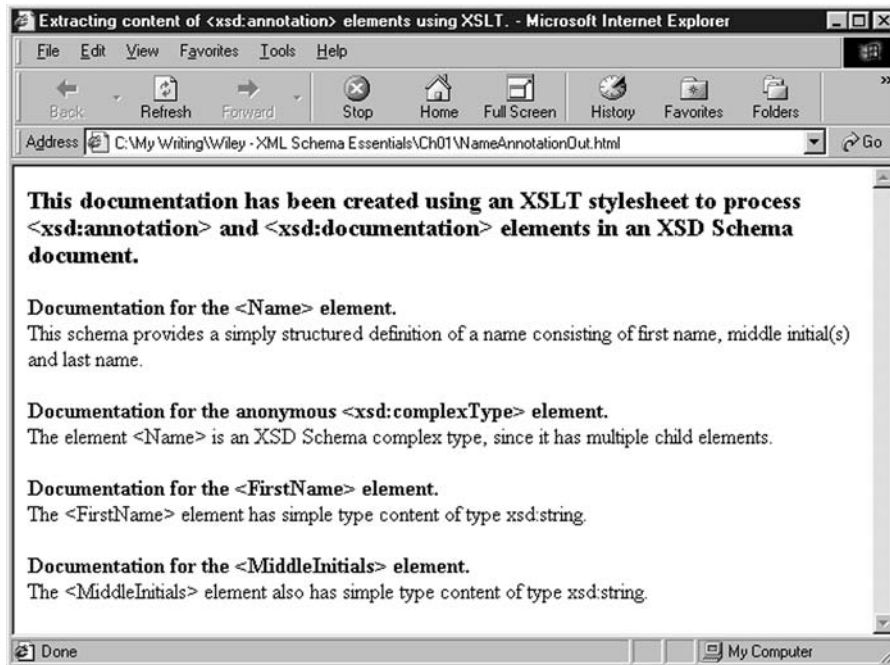 Extracting content of <xsd:annotation> elements using XSLT. - Microsoft Internet Explorer
File Edit View Favorites Tools Help
Back Refresh Forward Stop Home Full Screen History Favorites Folders »
Address C:\My Writing\Wiley - XML Schema Essentials\Ch01\NameAnnotationOut.html Go
This documentation has been created using an XSLT stylesheet to process
<xsd:annotation> and <xsd:documentation> elements in an XSD Schema
document.
Documentation for the <Name> element.
This schema provides a simply structured definition of a name consisting of first name, middle initial(s)
and last name.
Documentation for the anonymous <xsd:complexType> element.
The element <Name> is an XSD Schema complex type, since it has multiple child elements.
Documentation for the <FirstName> element.
The <FirstName> element has simple type content of type xsd:string.
Documentation for the <MiddleInitials> element.
The <MiddleInitials> element also has simple type content of type xsd:string.
Done My Computer